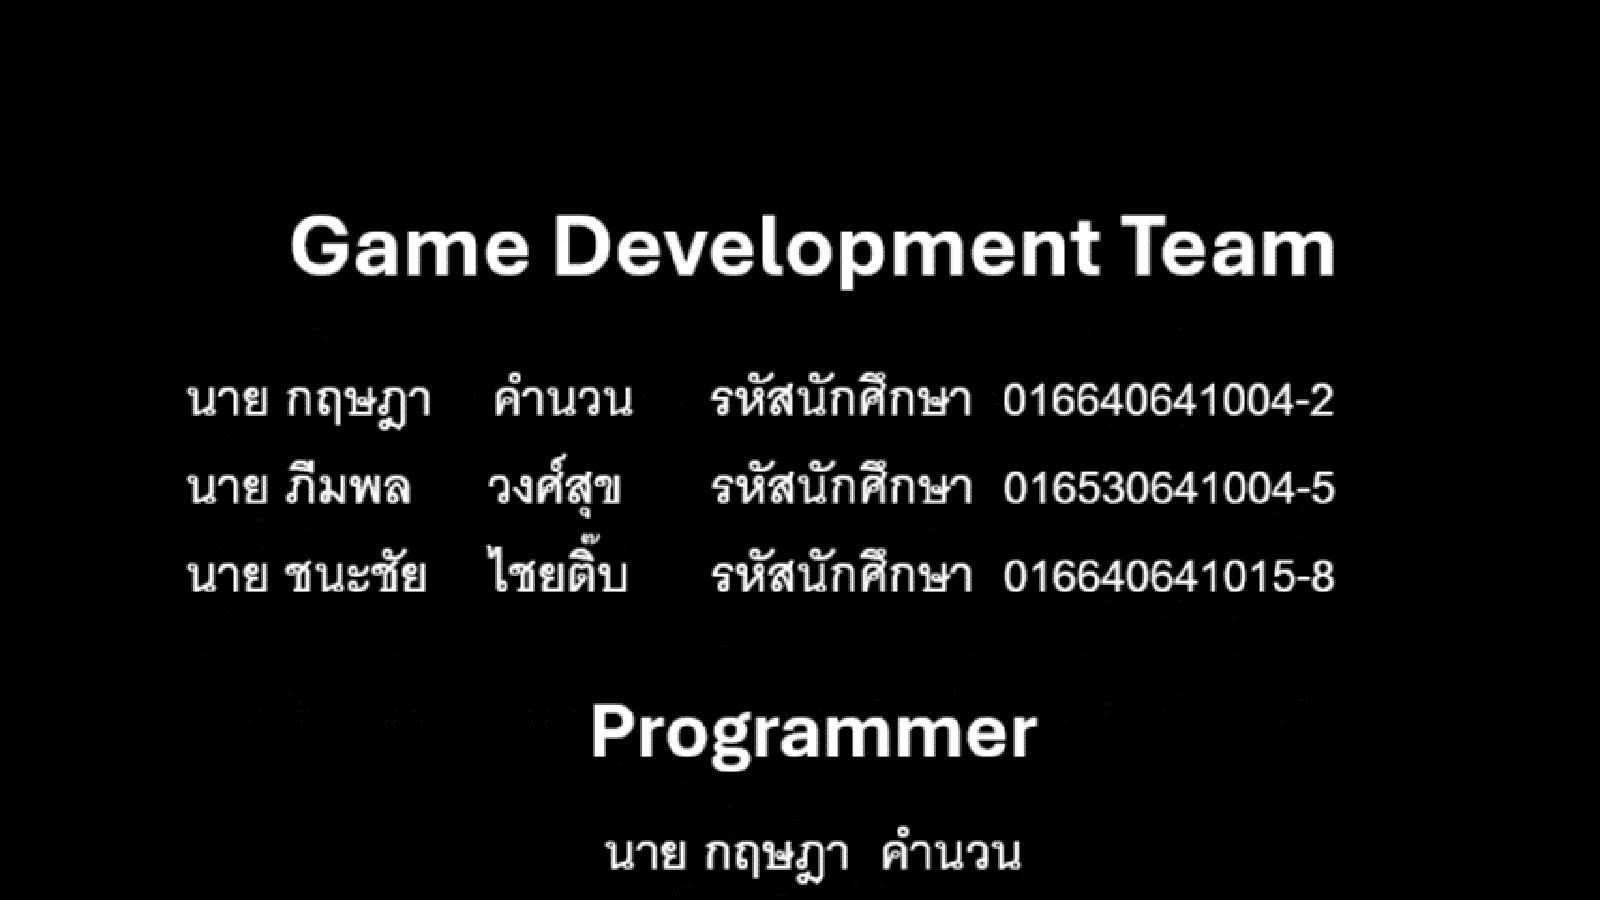 Game Development Team
นาย กฤษฎา คำนวน รหัสนักศึกษา 016640641004-2
นาย ภีมพล วงศ์สุข รหัสนักศึกษา 016530641004-5
นาย ชนะชัย ไชยติ๊บ รหัสนักศึกษา 016640641015-8
Programmer
นาย กฤษฎา คำนวน